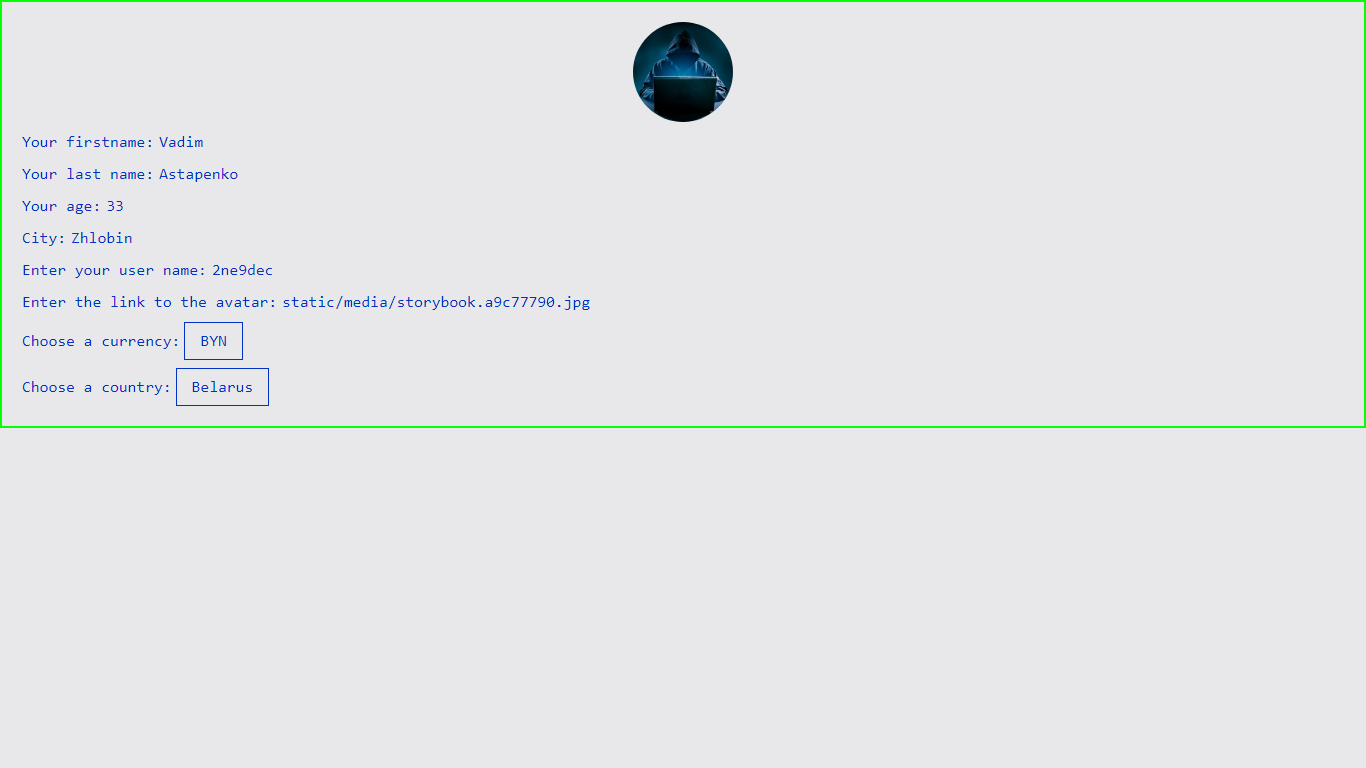 Your firstname: Vadim
Your last name: Astapenko
Your age: 33
City: Zhlobin
Enter your user name: 2ne9dec
Enter the link to the avatar: static/media/storybook.a9c77790.jpg
Choose a currency: BYN
Choose a country: Belarus